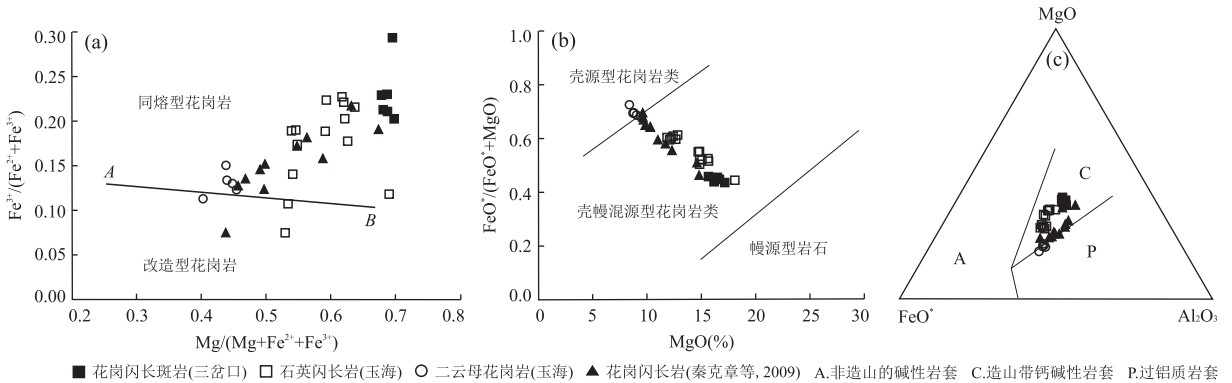 (a)
0.30
0.25
0.20
0.15
0.10
0.05
0.00
Fe³⁺/(Fe²⁺+Fe³⁺)
同熔型花岗岩
A
B
改造型花岗岩
0.2 0.3 0.4 0.5 0.6 0.7 0.8
Mg/(Mg+Fe²⁺+Fe³⁺)
(b)
1.0
0.8
0.6
0.4
0.2
0.0
FeO*/(FeO*+MgO)
壳源型花岗岩类
壳幔混源型花岗岩类
幔源型岩石
0 5 10 15 20 25 30
MgO(%)
MgO
(c)
C
A
P
FeO*
Al₂O₃
花岗闪长斑岩(三岔口) 石英闪长岩(玉海) 二云母花岗岩(玉海) 花岗闪长岩(秦克章等, 2009) A.非造山的碱性岩套 C.造山带钙碱性岩套 P.过铝质岩套